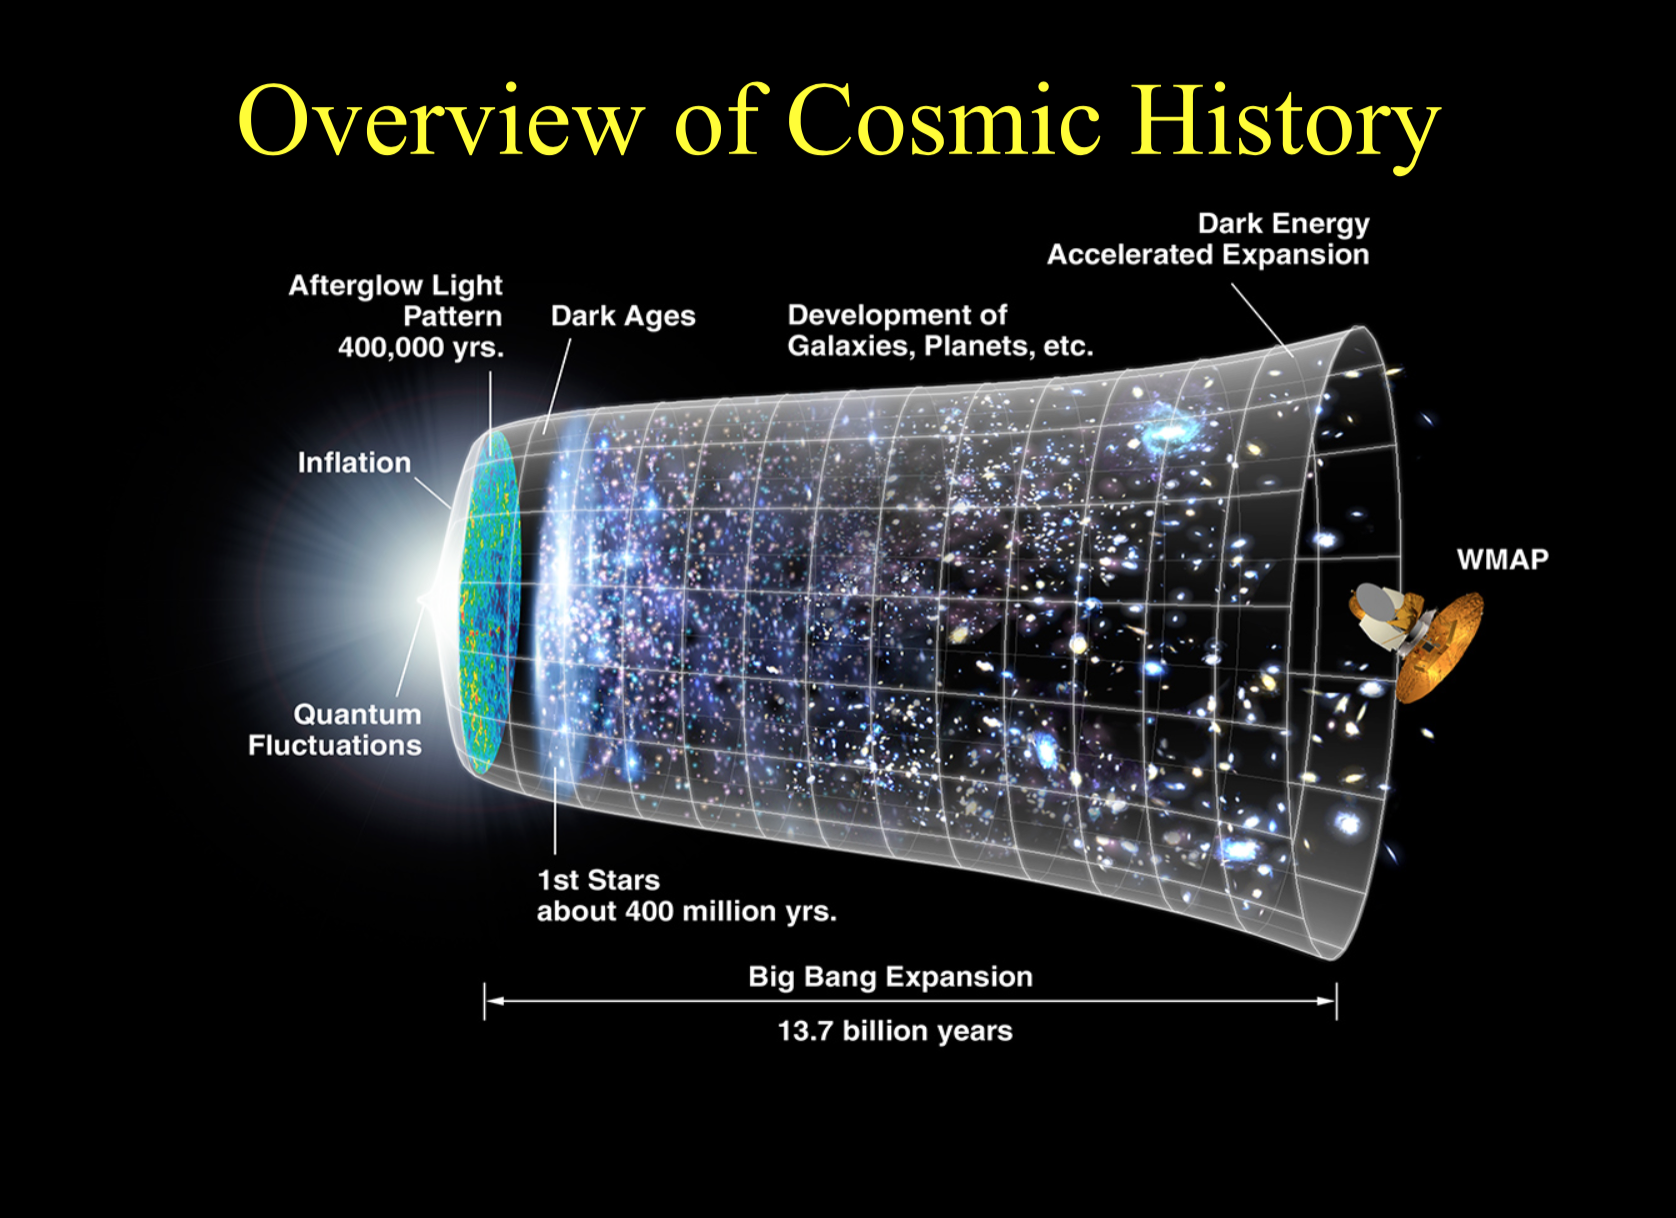 Overview of Cosmic History
Dark Energy
Accelerated Expansion
Afterglow Light
Pattern
400,000 yrs.
Dark Ages
Development of
Galaxies, Planets, etc.
Inflation
WMAP
Quantum
Fluctuations
1st Stars
about 400 million yrs.
Big Bang Expansion
13.7 billion years